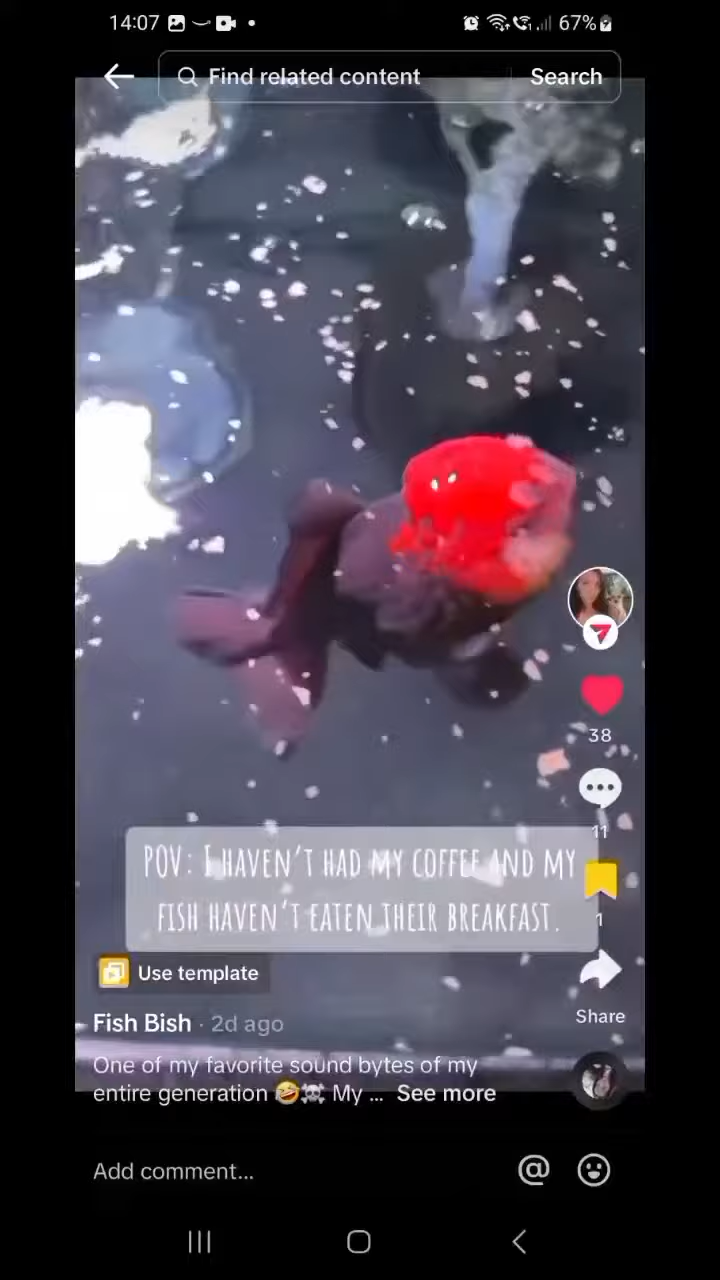 14:07
67%
Find related content
Search
38
11
POV: I HAVEN'T HAD MY COFFEE AND MY
FISH HAVEN'T EATEN THEIR BREAKFAST.
1
Use template
Share
Fish Bish · 2d ago
One of my favorite sound bytes of my
entire generation 🤣☠️ My ... See more
Add comment...